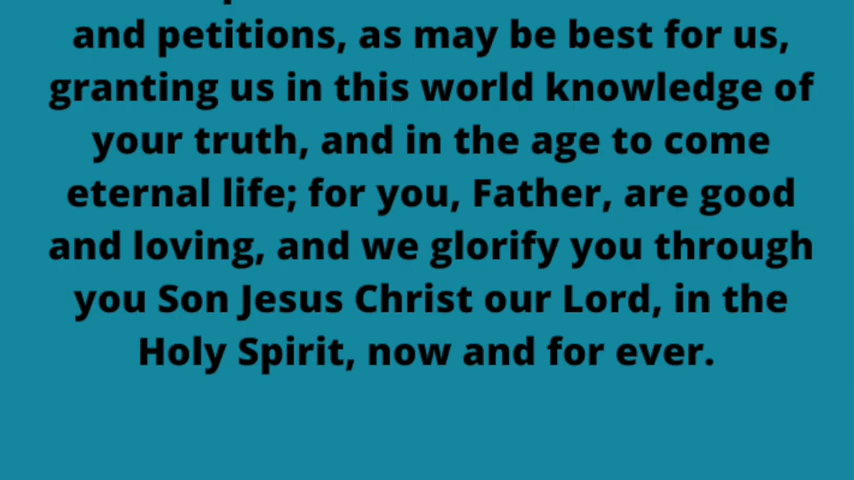 and petitions, as may be best for us,
granting us in this world knowledge of
your truth, and in the age to come
eternal life; for you, Father, are good
and loving, and we glorify you through
you Son Jesus Christ our Lord, in the
Holy Spirit, now and for ever.